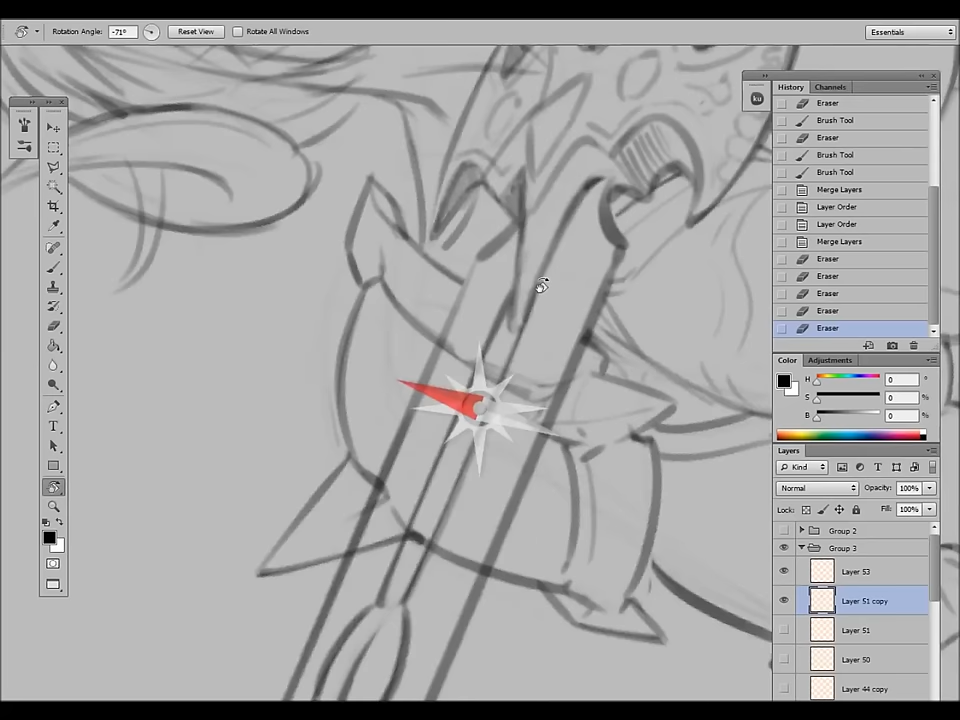 Rotation Angle: -71° Reset View Rotate All Windows Essentials
History Channels
ku
Eraser
Brush Tool
Eraser
Brush Tool
Brush Tool
Merge Layers
Layer Order
Layer Order
Merge Layers
Eraser
Eraser
Eraser
Eraser
Eraser
Color Adjustments
H 0 °
S 0 %
B 0 %
Layers
Kind T
Normal Opacity: 100%
Lock: Fill: 100%
Group 2
Group 3
Layer 53
Layer 51 copy
Layer 51
Layer 50
Layer 44 copy
T